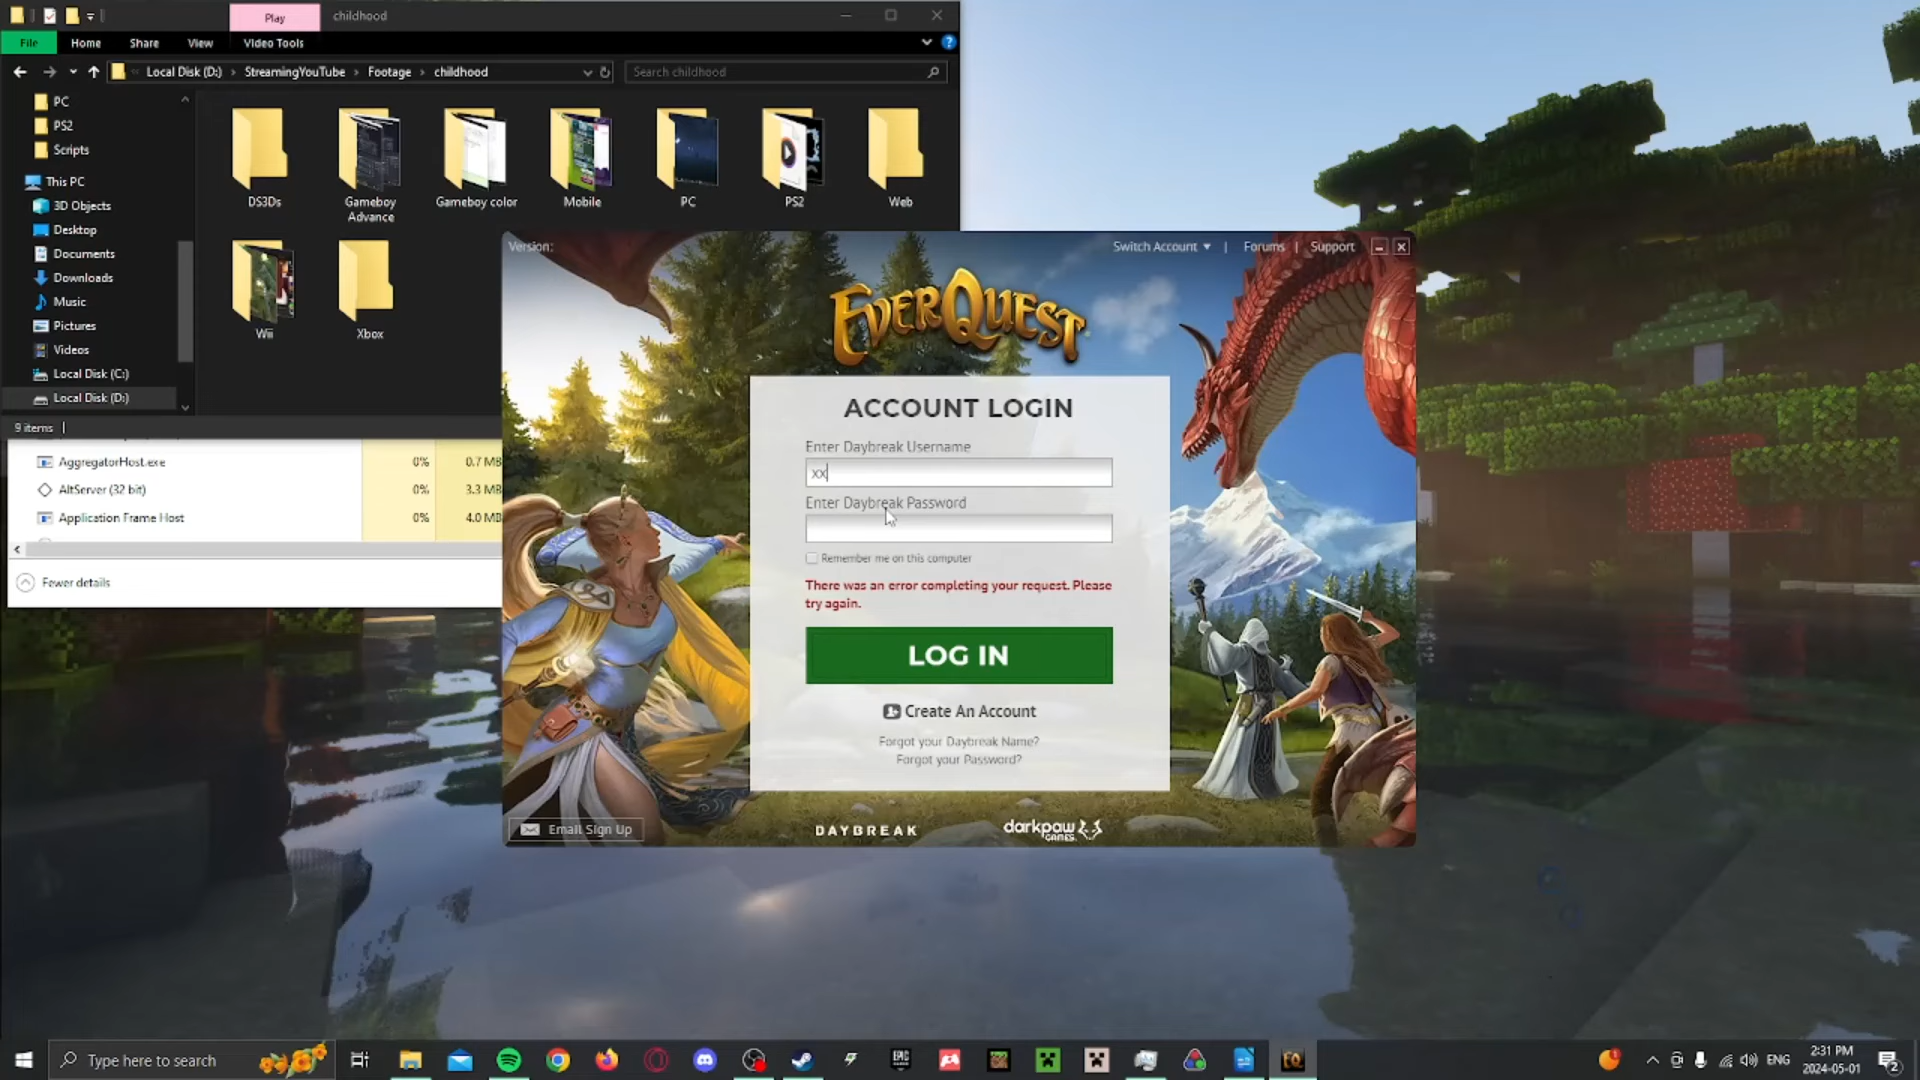 Play
childhood
File
Home
Share
View
Video Tools
Local Disk (D:)
StreamingYouTube
Footage
childhood
Search childhood
PC
PS2
Scripts
This PC
3D Objects
Desktop
Documents
Downloads
Music
Pictures
Videos
Local Disk (C:)
Local Disk (D:)
DS3Ds
Gameboy Advance
Gameboy color
Mobile
PC
PS2
Web
Wii
Xbox
9 items
AggregatorHost.exe 0% 0.7 MB
AltServer (32 bit) 0% 3.3 MB
Application Frame Host 0% 4.0 MB
Fewer details
Version:
Switch Account
|
Forums
|
Support
EVERQUEST
ACCOUNT LOGIN
Enter Daybreak Username
xx
Enter Daybreak Password
Remember me on this computer
There was an error completing your request. Please
try again.
LOG IN
Create An Account
Forgot your Daybreak Name?
Forgot your Password?
Email Sign Up
DAYBREAK
darkpaw
GAMES
Type here to search
EPIC
GAMES
EQ
ENG
2:31 PM
2024-05-01
2